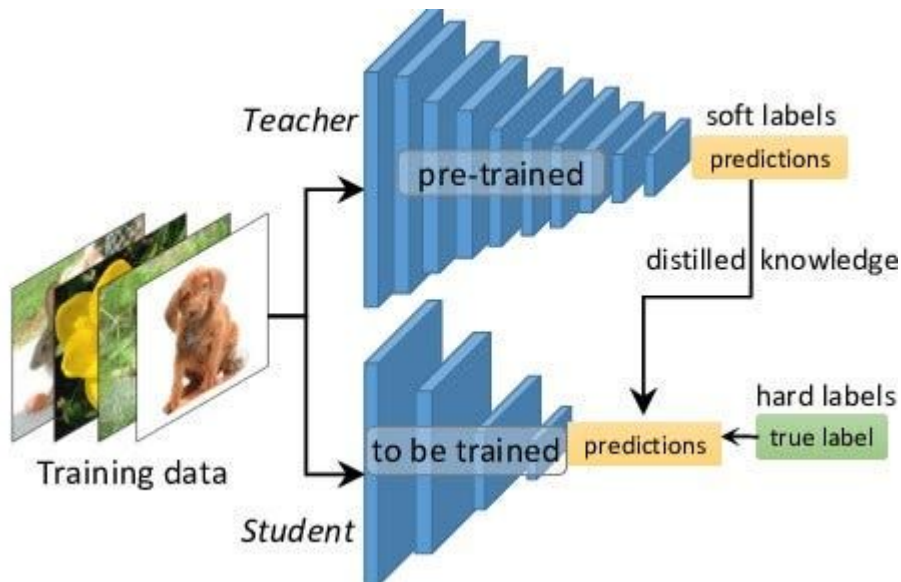 Teacher
pre-trained
soft labels
predictions
distilled knowledge
Training data
to be trained
predictions
hard labels
true label
Student